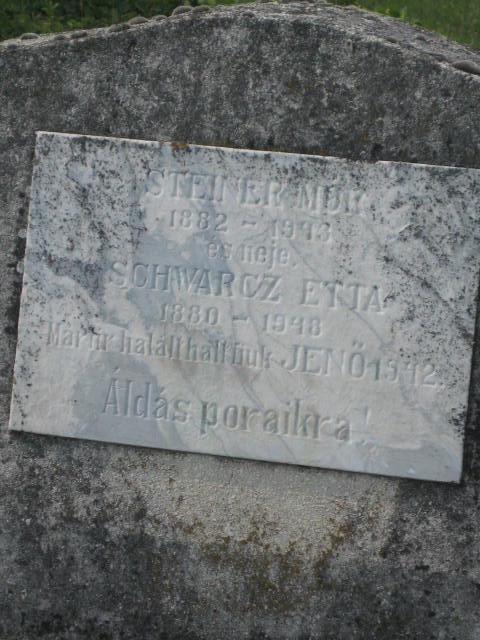 STEINER MÓR
1882 - 1943
és neje
SCHWARCZ ETTA
1880 - 1948
Mártír halált halt fiuk JENŐ 1942.
Áldás poraikra!